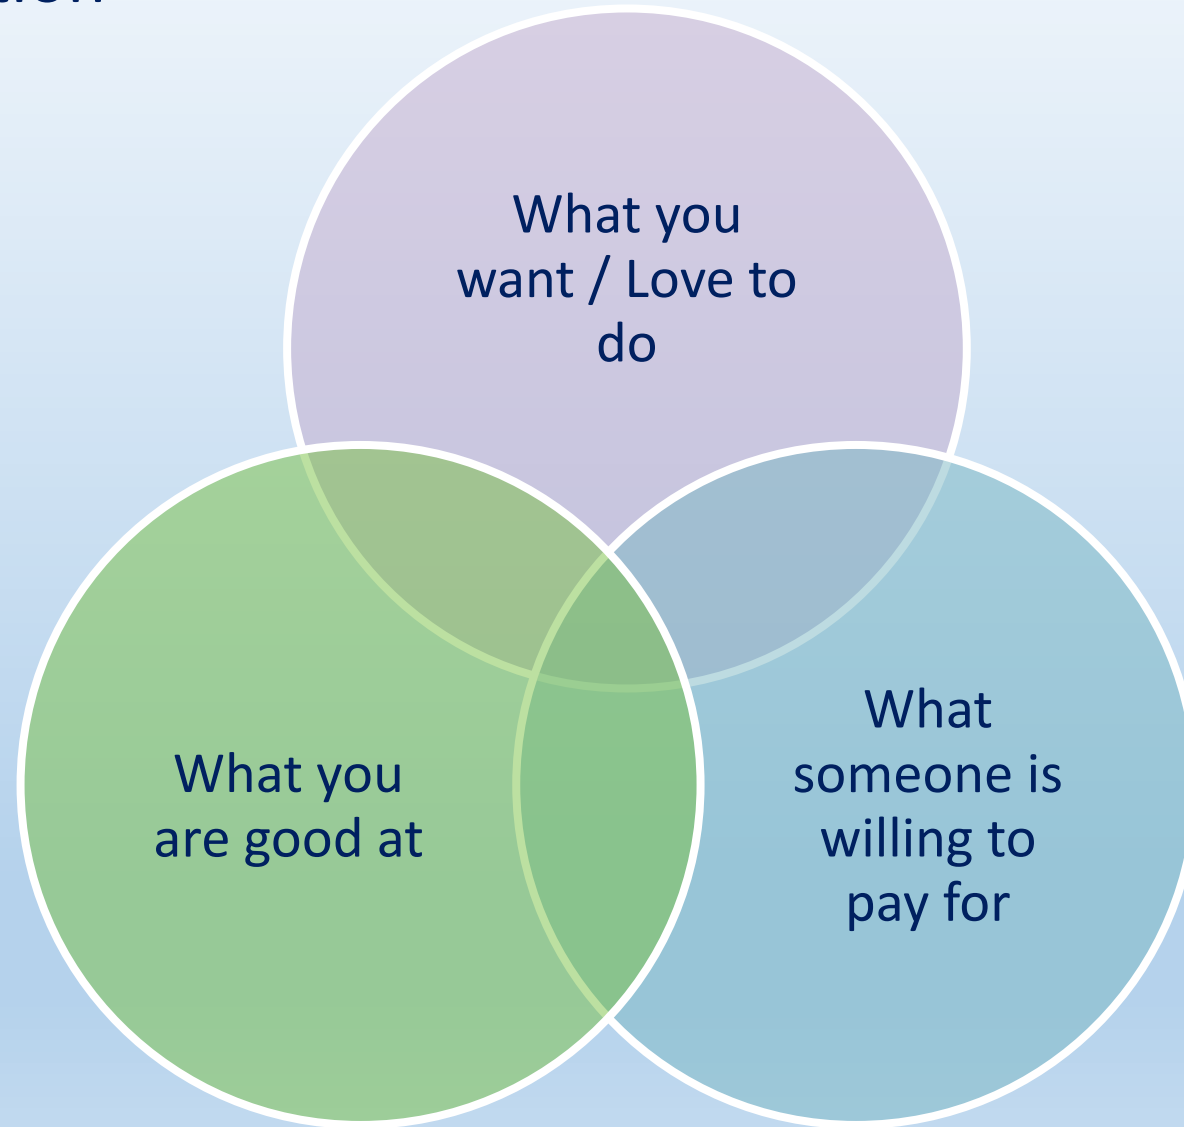 What you
want / Love to
do
What you
are good at
What
someone is
willing to
pay for